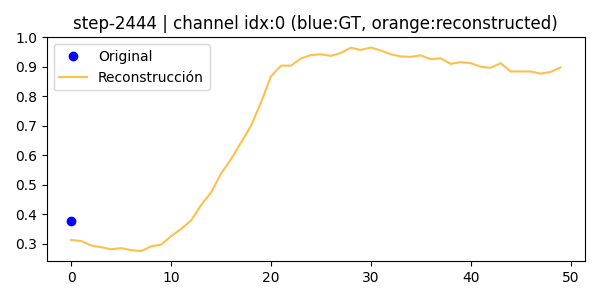 step-2444 | channel idx:0 (blue:GT, orange:reconstructed)
Original
Reconstrucción
1.0
0.9
0.8
0.7
0.6
0.5
0.4
0.3
0 10 20 30 40 50